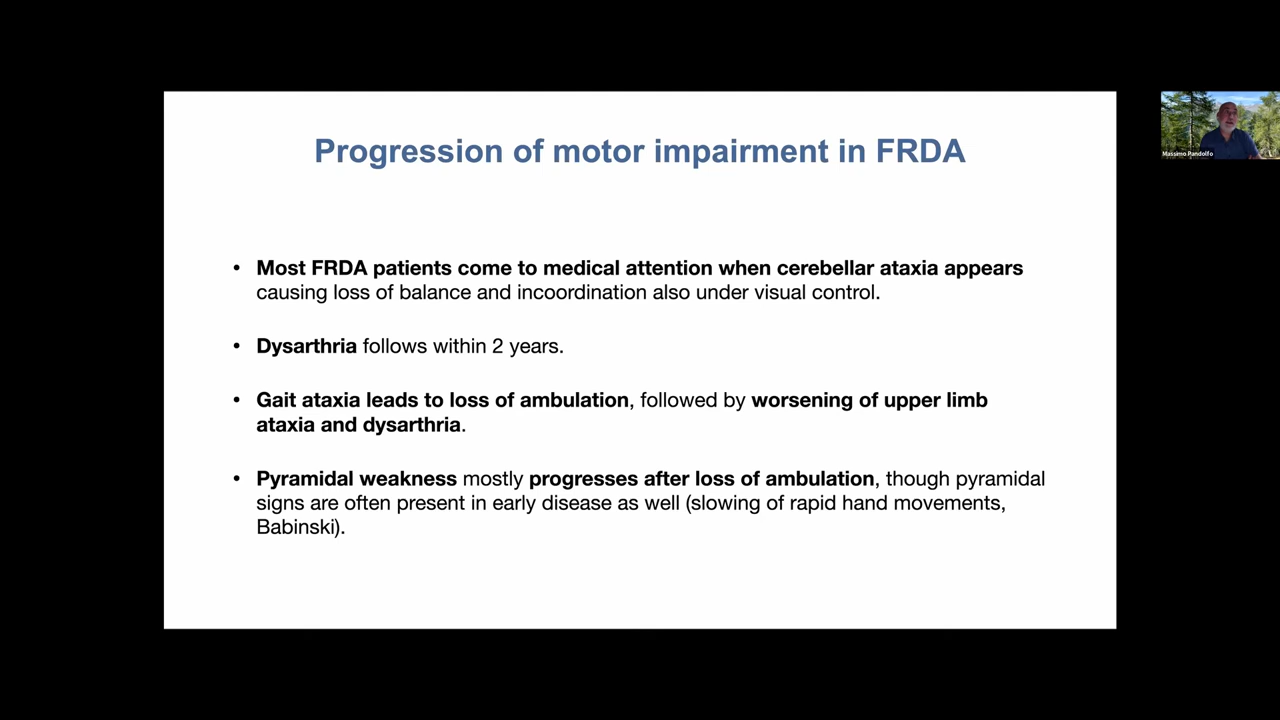 Progression of motor impairment in FRDA
Massimo Pandolfo
• Most FRDA patients come to medical attention when cerebellar ataxia appears
causing loss of balance and incoordination also under visual control.
• Dysarthria follows within 2 years.
• Gait ataxia leads to loss of ambulation, followed by worsening of upper limb
ataxia and dysarthria.
• Pyramidal weakness mostly progresses after loss of ambulation, though pyramidal
signs are often present in early disease as well (slowing of rapid hand movements,
Babinski).